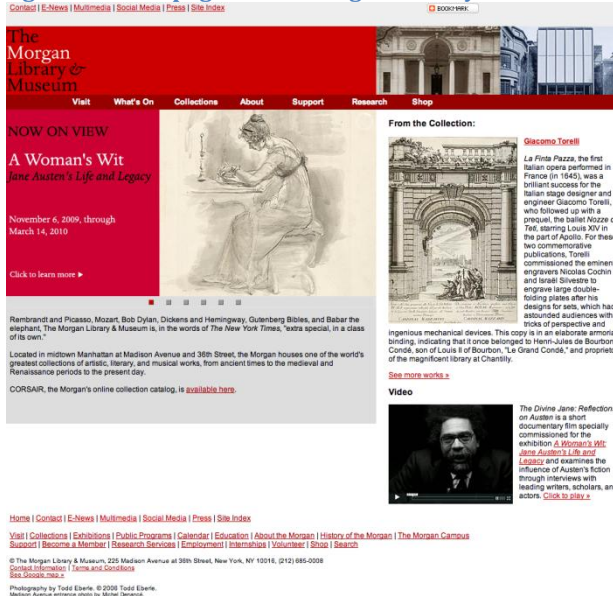 Contact | E-News | Multimedia | Social Media | Press | Site Index
BOOKMARK
The
Morgan
Library &
Museum
Visit What's On Collections About Support Research Shop
NOW ON VIEW
A Woman's Wit
Jane Austen's Life and Legacy
November 6, 2009, through
March 14, 2010
Click to learn more ►
Rembrandt and Picasso, Mozart, Bob Dylan, Dickens and Hemingway, Gutenberg Bibles, and Babar the
elephant, The Morgan Library & Museum is, in the words of The New York Times, "extra special, in a class
of its own."
Located in midtown Manhattan at Madison Avenue and 36th Street, the Morgan houses one of the world's
greatest collections of artistic, literary, and musical works, from ancient times to the medieval and
Renaissance periods to the present day.
CORSAIR, the Morgan's online collection catalog, is available here.
From the Collection:
Giacomo Torelli
La Finta Pazza, the first
Italian opera performed in
France (in 1645), was a
brilliant success for the
Italian stage designer and
engineer Giacomo Torelli,
who followed up with a
prequel, the ballet Nozze
Teti, starring Louis XIV in
the part of Apollo. For these
two commemorative
publications, Torelli
commissioned the
engravers Nicolas Cochin
and Israël Silvestre to
engrave large double-
folding plates after his
designs for sets, which had
astounded audiences with
tricks of perspective and
ingenious mechanical devices. This copy is in an elaborate
binding, indicating that it once belonged to Henri-Jules de Bourbon
Condé, son of Louis II of Bourbon, "Le Grand Condé," and
of the magnificent library at Chantilly.
See more works »
Video
The Divine Jane: Reflection
on Austen is a short
documentary film specially
commissioned for the
exhibition A Woman's Wit:
Jane Austen's Life and
Legacy and examines the
influence of Austen's fiction
through interviews with
leading writers, scholars,
actors. Click to play »
Home | Contact | E-News | Multimedia | Social Media | Press | Site Index
Visit | Collections | Exhibitions | Public Programs | Calendar | Education | About the Morgan | History of the Morgan | The Morgan Campus
Support | Become a Member | Research Services | Employment | Internships | Volunteer | Shop | Search
© The Morgan Library & Museum, 225 Madison Avenue at 36th Street, New York, NY 10016, (212) 685-0008
Contact Information | Terms and Conditions
See Google map »
Photography by Todd Eberle. © 2006 Todd Eberle.
Madison Avenue entrance photo by Michel Denancé.